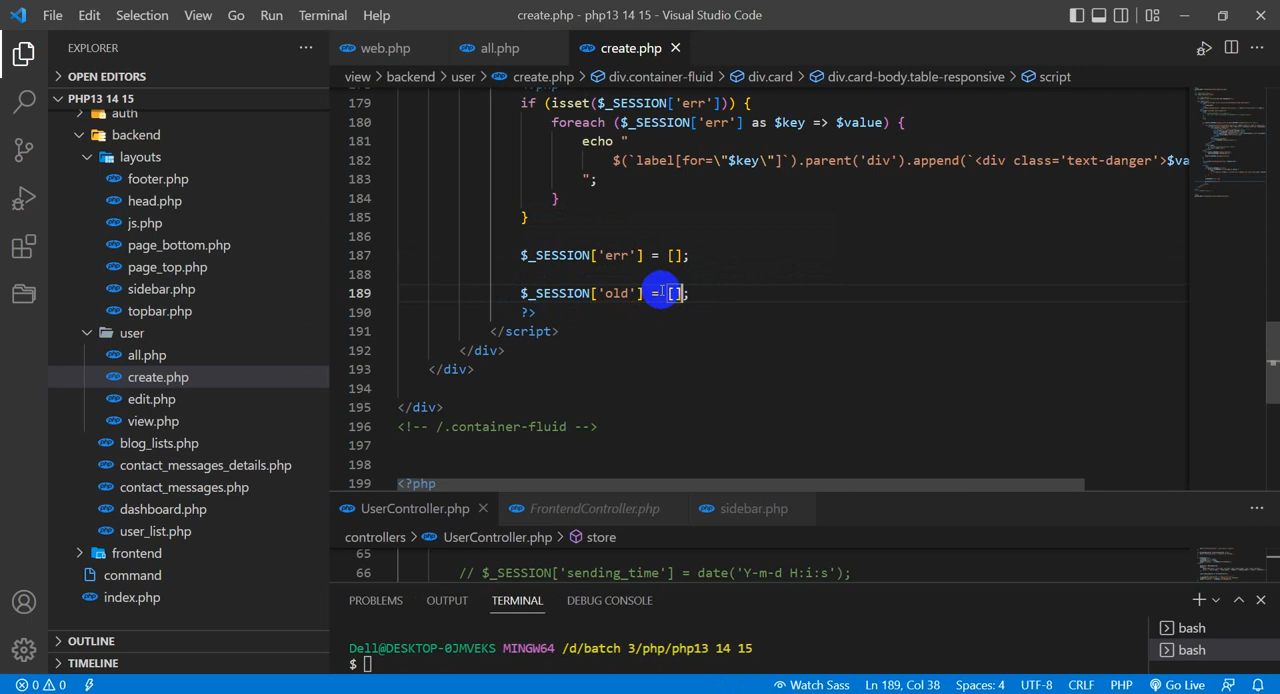 File Edit Selection View Go Run Terminal Help create.php - php13 14 15 - Visual Studio Code
EXPLORER
OPEN EDITORS
PHP13 14 15
auth
backend
layouts
footer.php
head.php
js.php
page_bottom.php
page_top.php
sidebar.php
topbar.php
user
all.php
create.php
edit.php
view.php
blog_lists.php
contact_messages_details.php
contact_messages.php
dashboard.php
user_list.php
frontend
command
index.php
OUTLINE
TIMELINE
web.php all.php create.php
view > backend > user > create.php > div.container-fluid > div.card > div.card-body.table-responsive > script
179 if (isset($_SESSION['err'])) {
180 foreach ($_SESSION['err'] as $key => $value) {
181 echo "
182 $(`label[for=\"$key\"]`).parent('div').append(`<div class='text-danger'>$va
183 ";
184 }
185 }
186
187 $_SESSION['err'] = [];
188
189 $_SESSION['old'] = [];
190 ?>
191 </script>
192 </div>
193 </div>
194
195 </div>
196 <!-- /.container-fluid -->
197
198
199 <?php
UserController.php FrontendController.php sidebar.php
controllers > UserController.php > store
65
66 // $_SESSION['sending_time'] = date('Y-m-d H:i:s');
PROBLEMS OUTPUT TERMINAL DEBUG CONSOLE
Dell@DESKTOP-0JMVEKS MINGW64 /d/batch 3/php/php13 14 15
$
bash
bash
0 0 Watch Sass Ln 189, Col 38 Spaces: 4 UTF-8 CRLF PHP Go Live